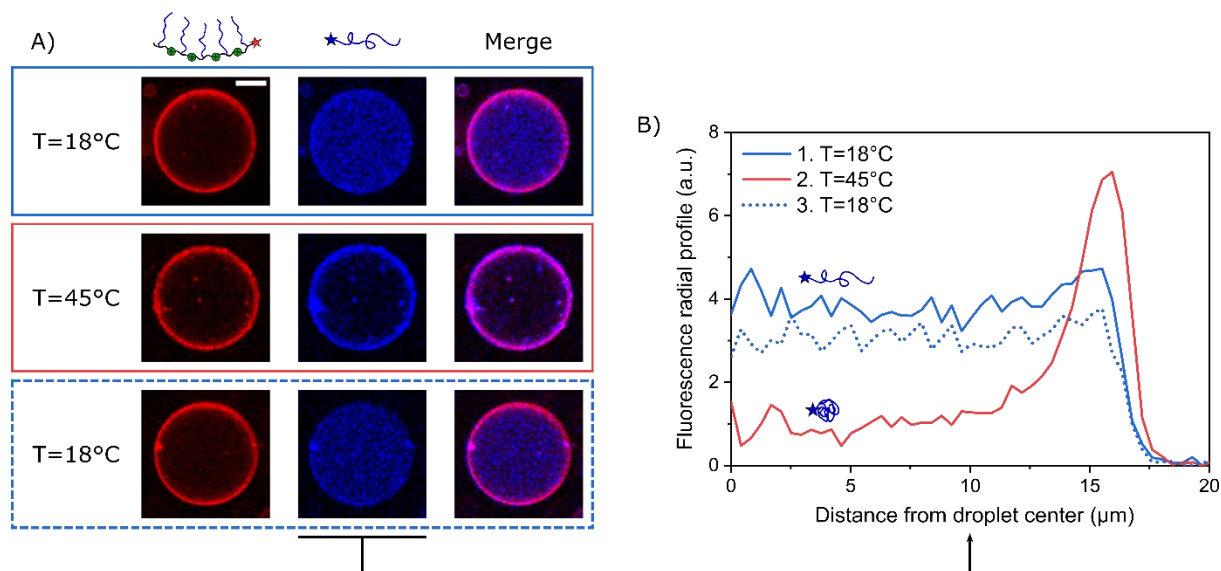 A)
Merge
T=18°C
T=45°C
T=18°C
B)
Fluorescence radial profile (a.u.)
8
6
4
2
0
1. T=18°C
2. T=45°C
3. T=18°C
0 5 10 15 20
Distance from droplet center (µm)